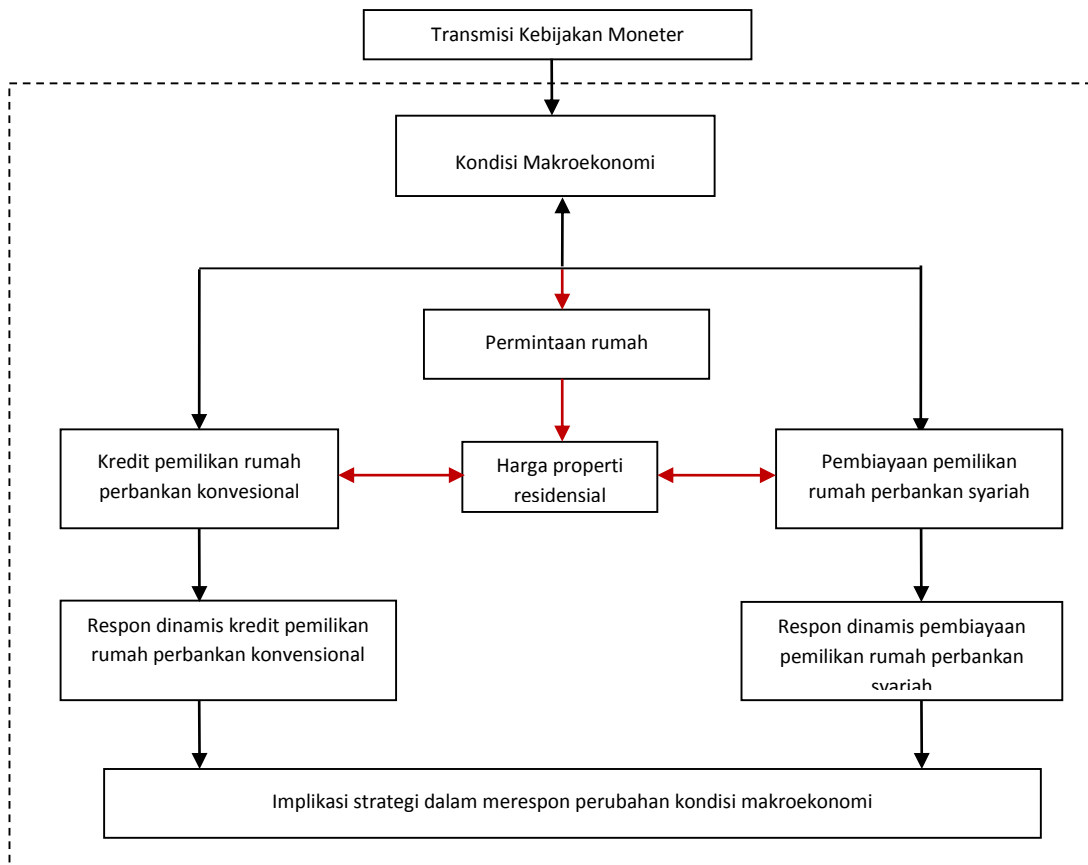 Transmisi Kebijakan Moneter
Kondisi Makroekonomi
Permintaan rumah
Kredit pemilikan
rumah perbankan konvesional
Harga properti
residensial
Pembiayaan pemilikan
rumah perbankan syariah
Respon dinamis kredit pemilikan
rumah perbankan konvensional
Respon dinamis pembiayaan
pemilikan rumah perbankan
syariah
Implikasi strategi dalam merespon perubahan kondisi makroekonomi